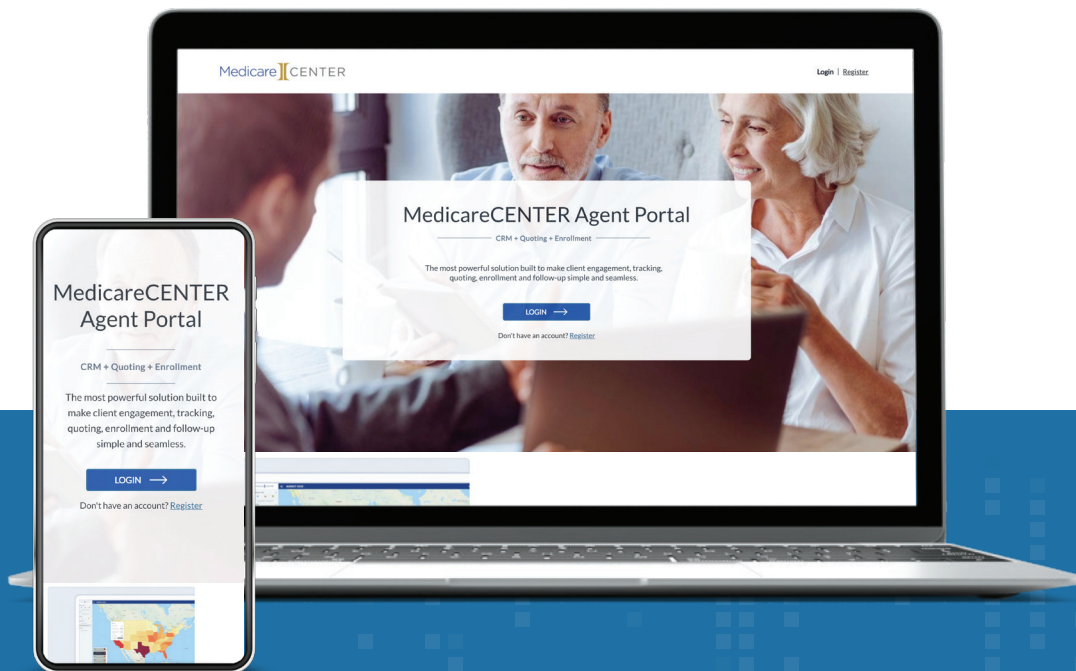 MedicareCENTER
Login | Register
MedicareCENTER Agent Portal
CRM + Quoting + Enrollment
The most powerful solution built to make client engagement, tracking,
quoting, enrollment and follow-up simple and seamless.
LOGIN
Don't have an account? Register
MedicareCENTER
Agent Portal
CRM + Quoting + Enrollment
The most powerful solution built to
make client engagement, tracking,
quoting, enrollment and follow-up
simple and seamless.
LOGIN
Don't have an account? Register